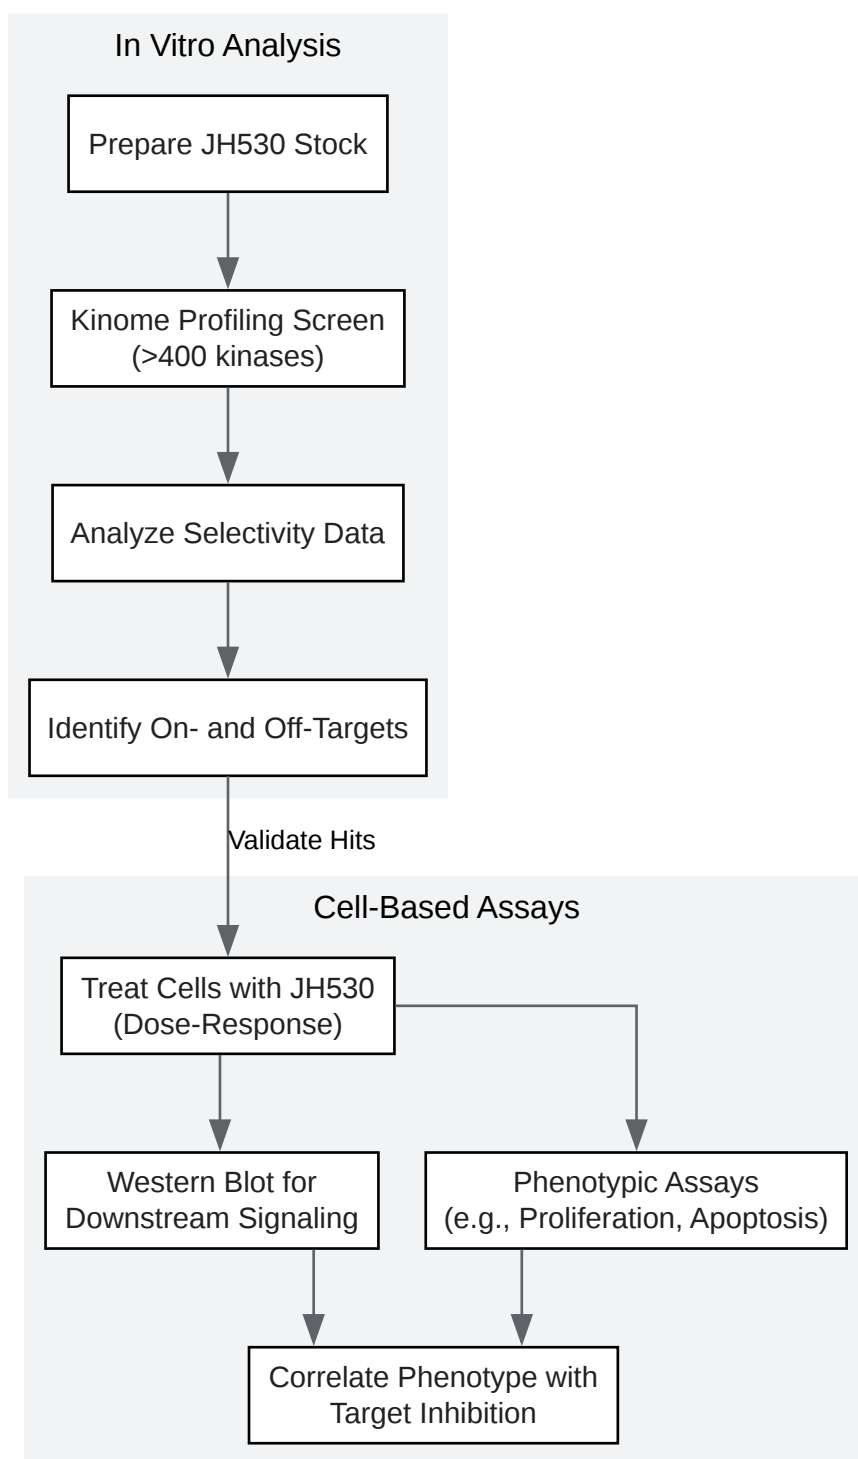 In Vitro Analysis
Prepare JH530 Stock
Kinome Profiling Screen
(>400 kinases)
Analyze Selectivity Data
Identify On- and Off-Targets
Validate Hits
Cell-Based Assays
Treat Cells with JH530
(Dose-Response)
Western Blot for
Downstream Signaling
Phenotypic Assays
(e.g., Proliferation, Apoptosis)
Correlate Phenotype with
Target Inhibition